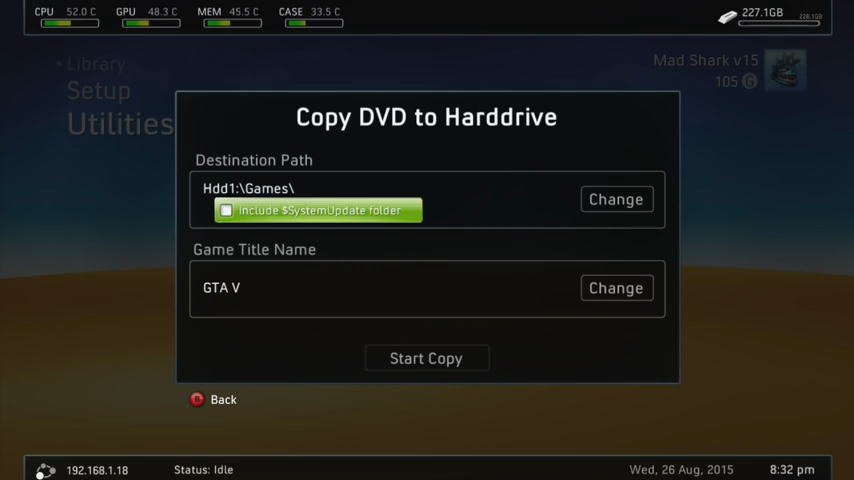 CPU 52.0 C GPU 48.3 C MEM 45.5 C CASE 33.5 C
227.1GB
228.1GB
Library
Setup
Utilities
Mad Shark v15
105 G
Copy DVD to Harddrive
Destination Path
Hdd1:\Games\
Change
Include $SystemUpdate folder
Game Title Name
GTA V
Change
Start Copy
B Back
192.168.1.18 Status: Idle Wed, 26 Aug, 2015 8:32 pm